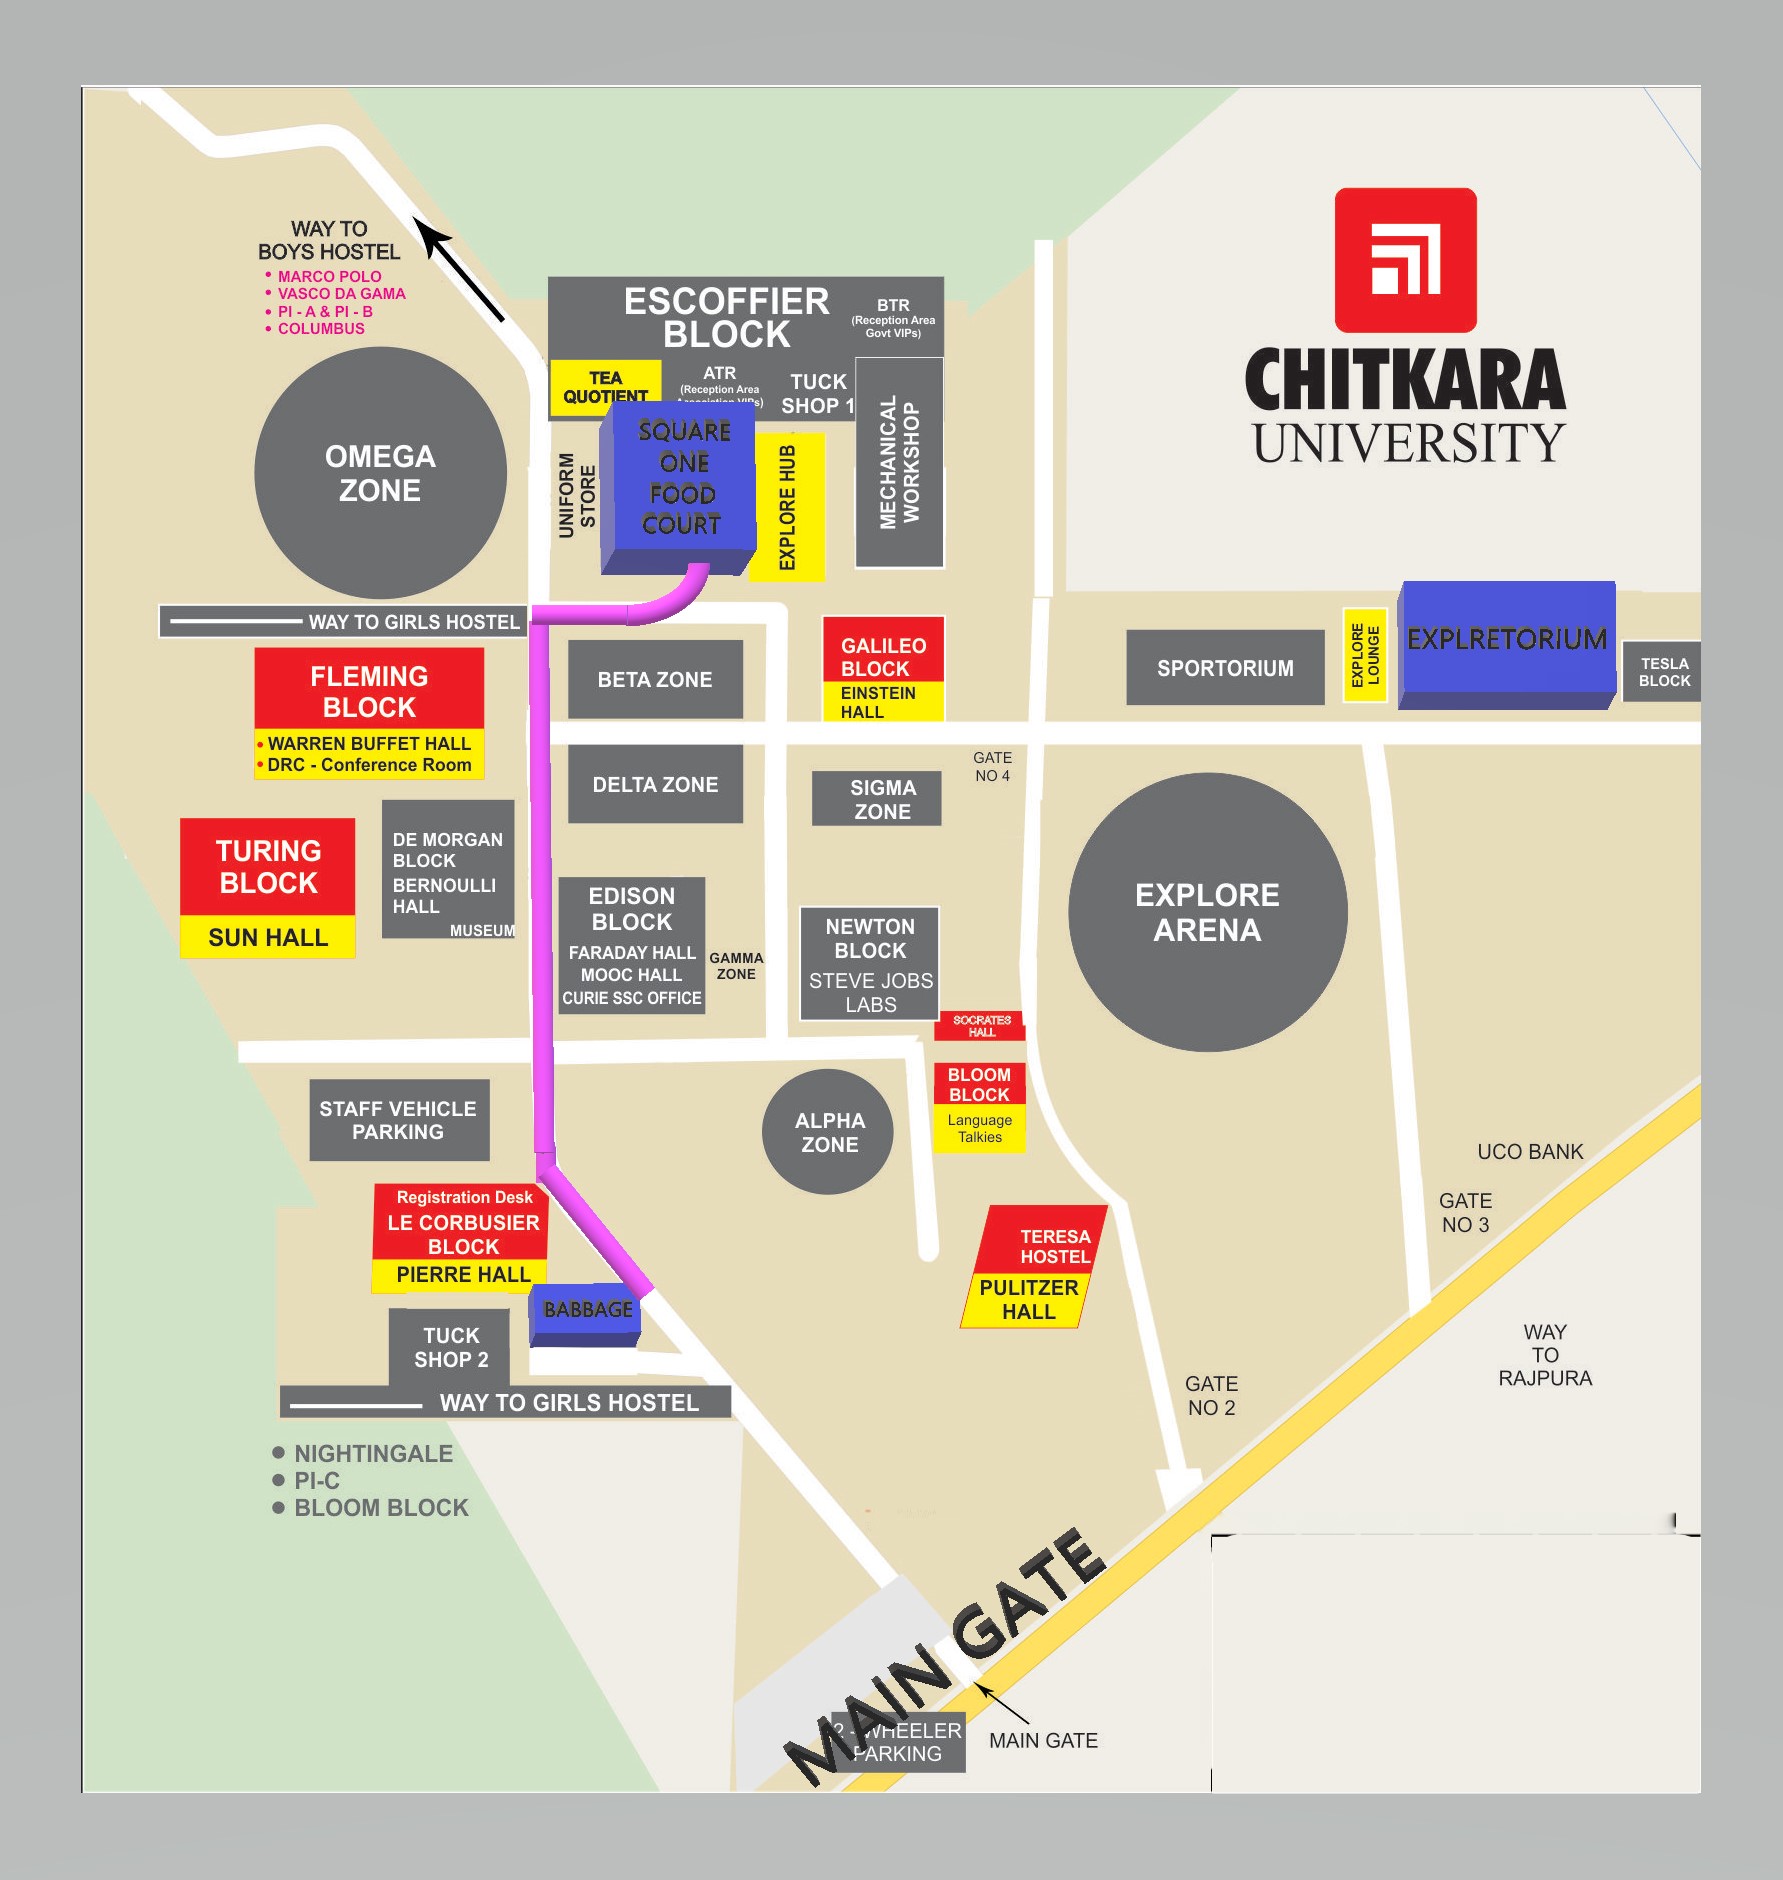 WAY TO
BOYS HOSTEL
• MARCO POLO
• VASCO DA GAMA
• PI - A & PI - B
• COLUMBUS
ESCOFFIER
BLOCK
BTR
(Reception Area
Govt VIPs)
TEA
QUOTIENT
ATR
(Reception Area
Association VIPs)
TUCK
SHOP 1
MECHANICAL
WORKSHOP
CHITKARA
UNIVERSITY
OMEGA
ZONE
UNIFORM
STORE
SQUARE
ONE
FOOD
COURT
EXPLORE HUB
WAY TO GIRLS HOSTEL
FLEMING
BLOCK
• WARREN BUFFET HALL
• DRC - Conference Room
BETA ZONE
GALILEO
BLOCK
EINSTEIN
HALL
SPORTORIUM
EXPLORE
LOUNGE
EXPLRETORIUM
TESLA
BLOCK
DELTA ZONE
SIGMA
ZONE
GATE
NO 4
TURING
BLOCK
SUN HALL
DE MORGAN
BLOCK
BERNOULLI
HALL
MUSEUM
EDISON
BLOCK
FARADAY HALL
MOOC HALL
CURIE SSC OFFICE
GAMMA
ZONE
NEWTON
BLOCK
STEVE JOBS
LABS
EXPLORE
ARENA
SOCRATES
HALL
BLOOM
BLOCK
Language
Talkies
STAFF VEHICLE
PARKING
ALPHA
ZONE
UCO BANK
GATE
NO 3
Registration Desk
LE CORBUSIER
BLOCK
PIERRE HALL
TERESA
HOSTEL
PULITZER
HALL
BABBAGE
TUCK
SHOP 2
WAY
TO
RAJPURA
GATE
NO 2
WAY TO GIRLS HOSTEL
• NIGHTINGALE
• PI-C
• BLOOM BLOCK
MAIN GATE
2 - WHEELER
PARKING
MAIN GATE